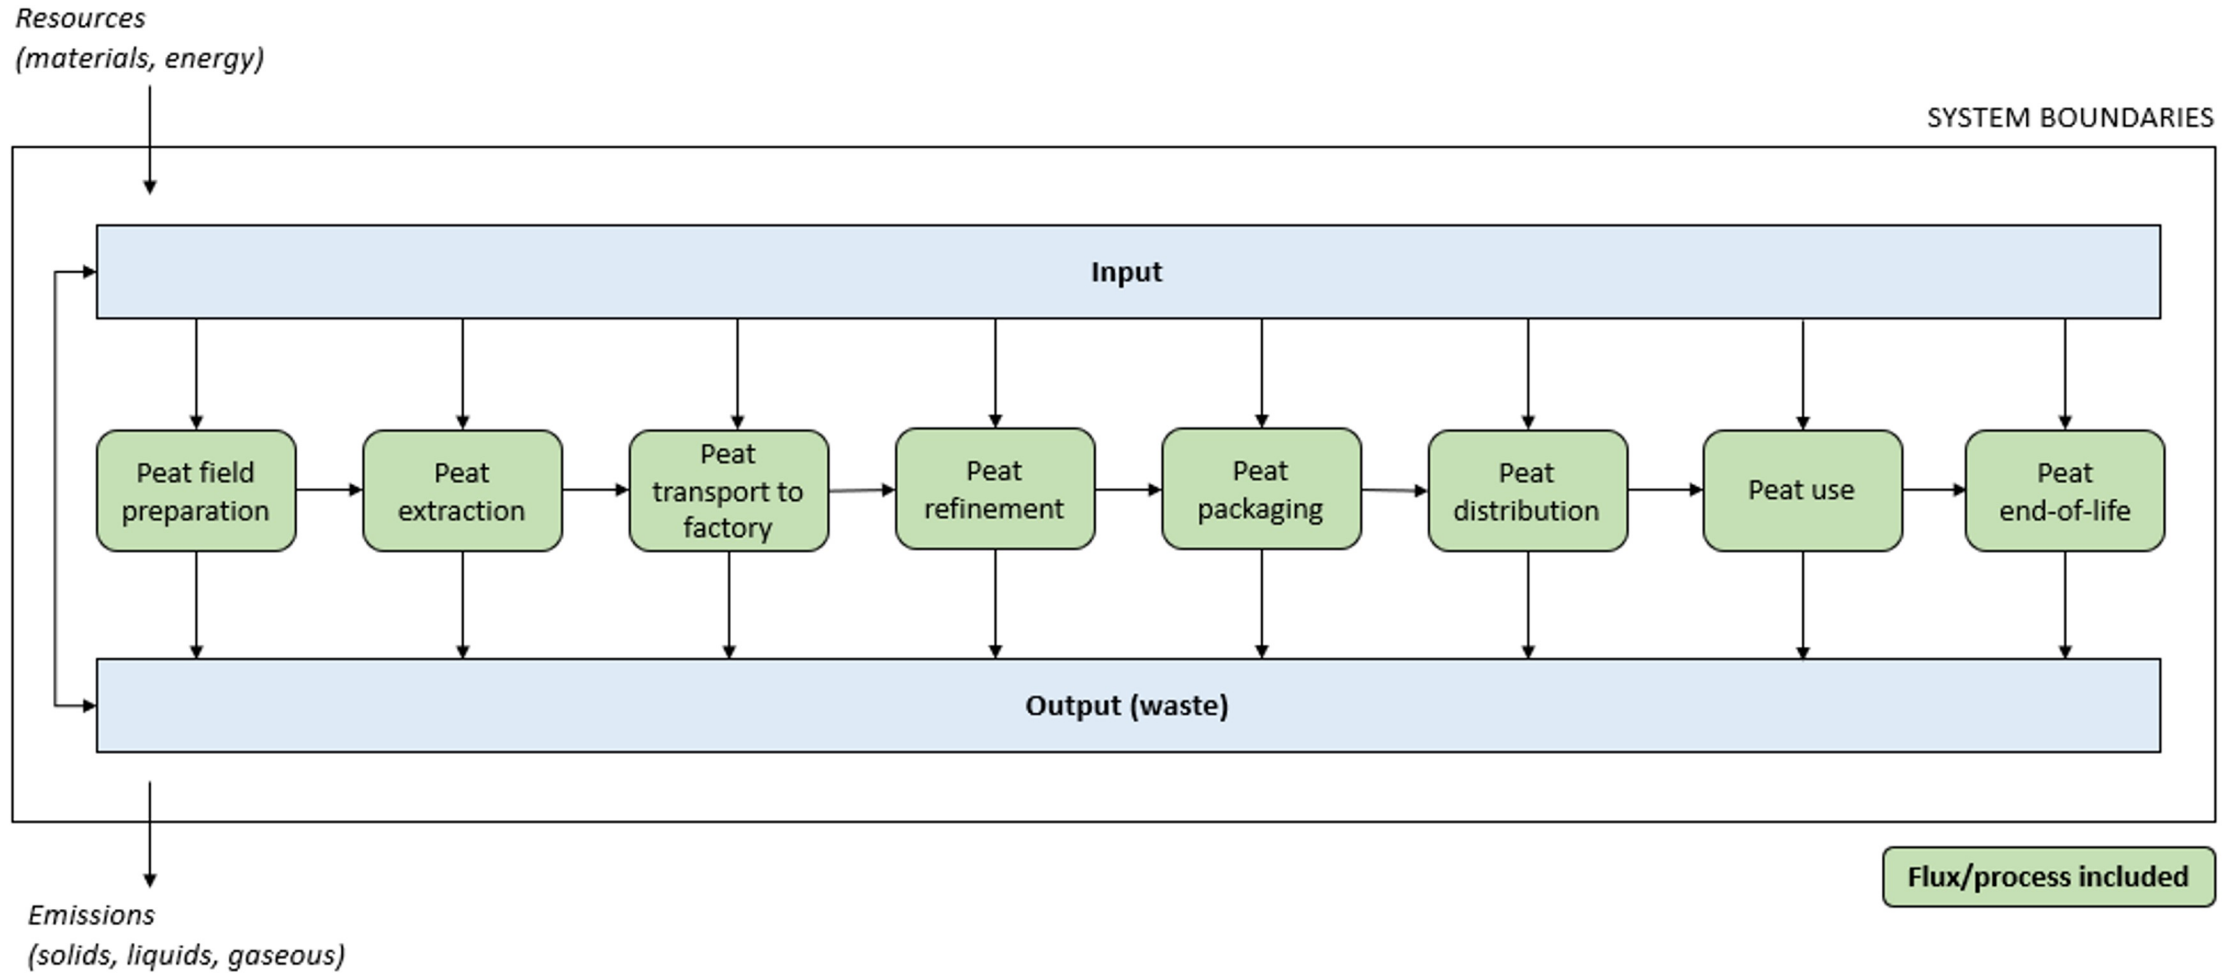 Resources
(materials, energy)
SYSTEM BOUNDARIES
Input
Peat field
preparation
Peat
extraction
Peat
transport to
factory
Peat
refinement
Peat
packaging
Peat
distribution
Peat use
Peat
end-of-life
Output (waste)
Flux/process included
Emissions
(solids, liquids, gaseous)